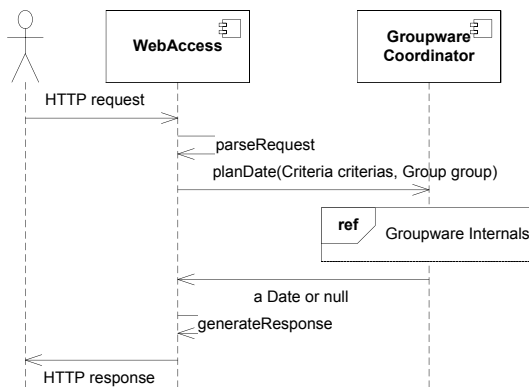 WebAccess
Groupware
Coordinator
HTTP request
parseRequest
planDate(Criteria criterias, Group group)
ref
Groupware Internals
a Date or null
generateResponse
HTTP response